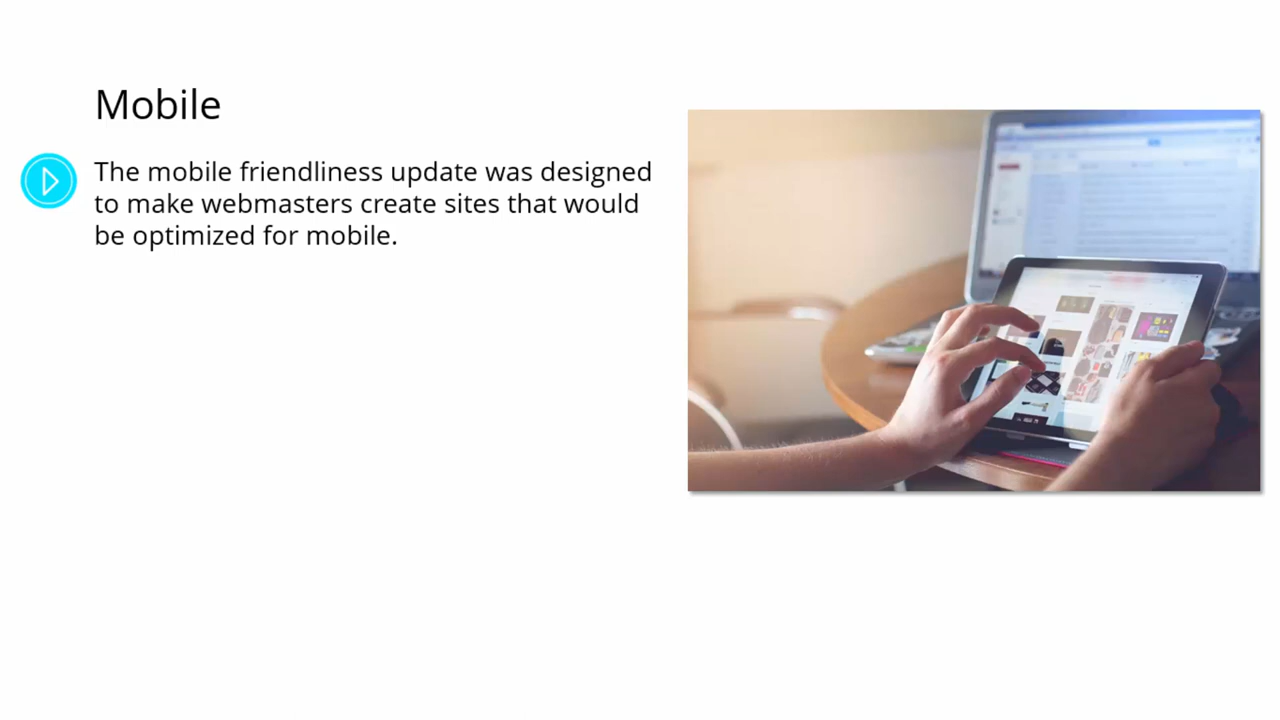 Mobile
The mobile friendliness update was designed
to make webmasters create sites that would
be optimized for mobile.